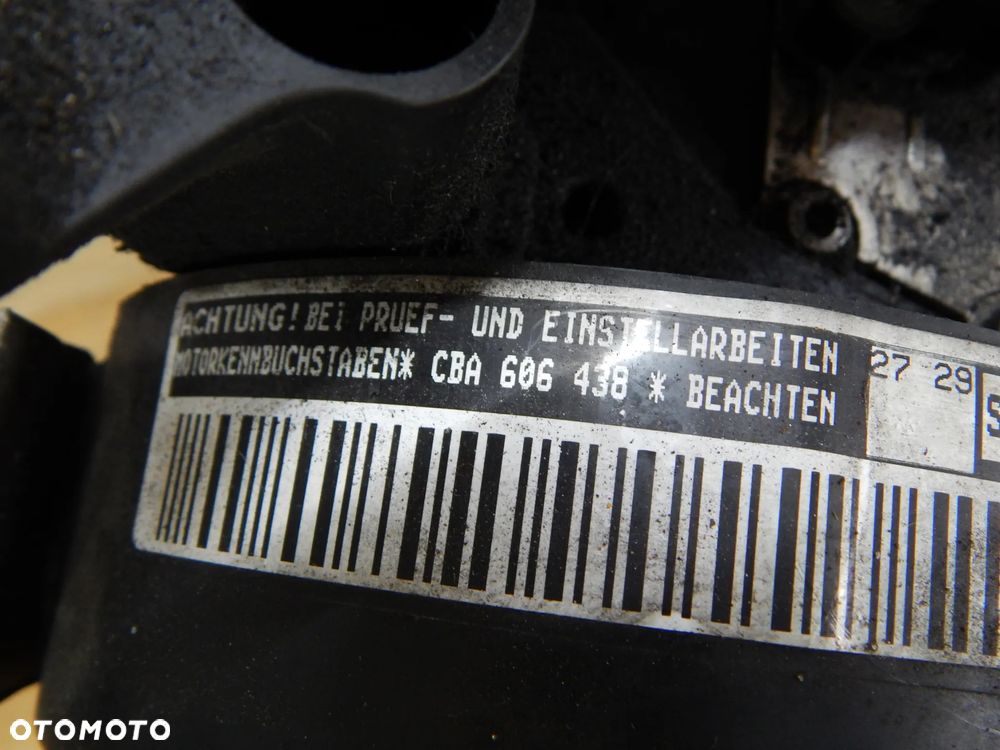 ACHTUNG! BEI PRUEF- UND EINSTELLARBEITEN
MOTORKENNBUCHSTABEN* CBA 606 438 * BEACHTEN
27 29
S
OTOMOTO